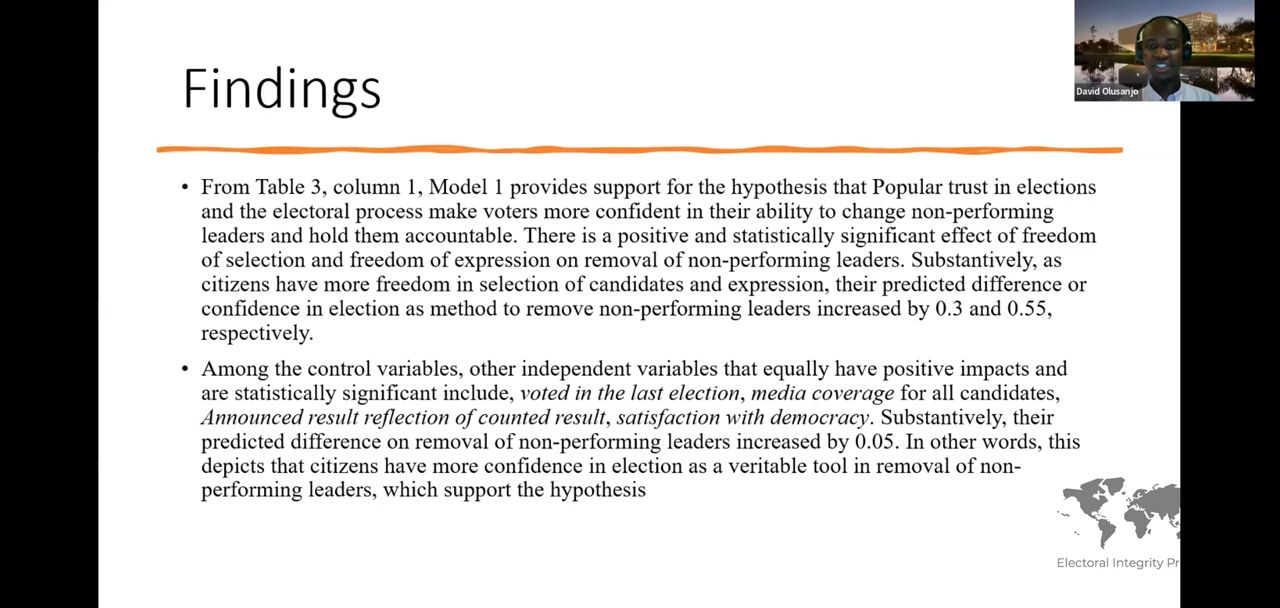 Findings
David Olusanjo
• From Table 3, column 1, Model 1 provides support for the hypothesis that Popular trust in elections
and the electoral process make voters more confident in their ability to change non-performing
leaders and hold them accountable. There is a positive and statistically significant effect of freedom
of selection and freedom of expression on removal of non-performing leaders. Substantively, as
citizens have more freedom in selection of candidates and expression, their predicted difference or
confidence in election as method to remove non-performing leaders increased by 0.3 and 0.55,
respectively.
• Among the control variables, other independent variables that equally have positive impacts and
are statistically significant include, voted in the last election, media coverage for all candidates,
Announced result reflection of counted result, satisfaction with democracy. Substantively, their
predicted difference on removal of non-performing leaders increased by 0.05. In other words, this
depicts that citizens have more confidence in election as a veritable tool in removal of non-
performing leaders, which support the hypothesis
Electoral Integrity Pr